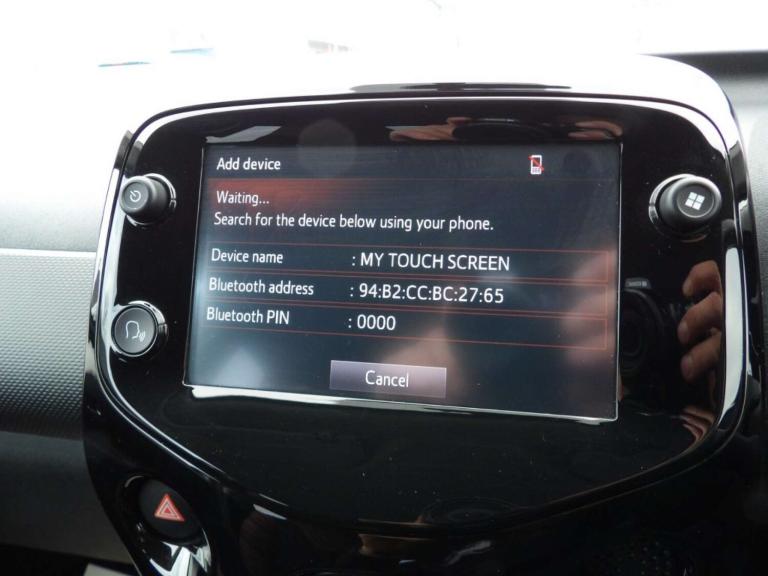 Add device
Waiting...
Search for the device below using your phone.
Device name : MY TOUCH SCREEN
Bluetooth address : 94:B2:CC:BC:27:65
Bluetooth PIN : 0000
Cancel